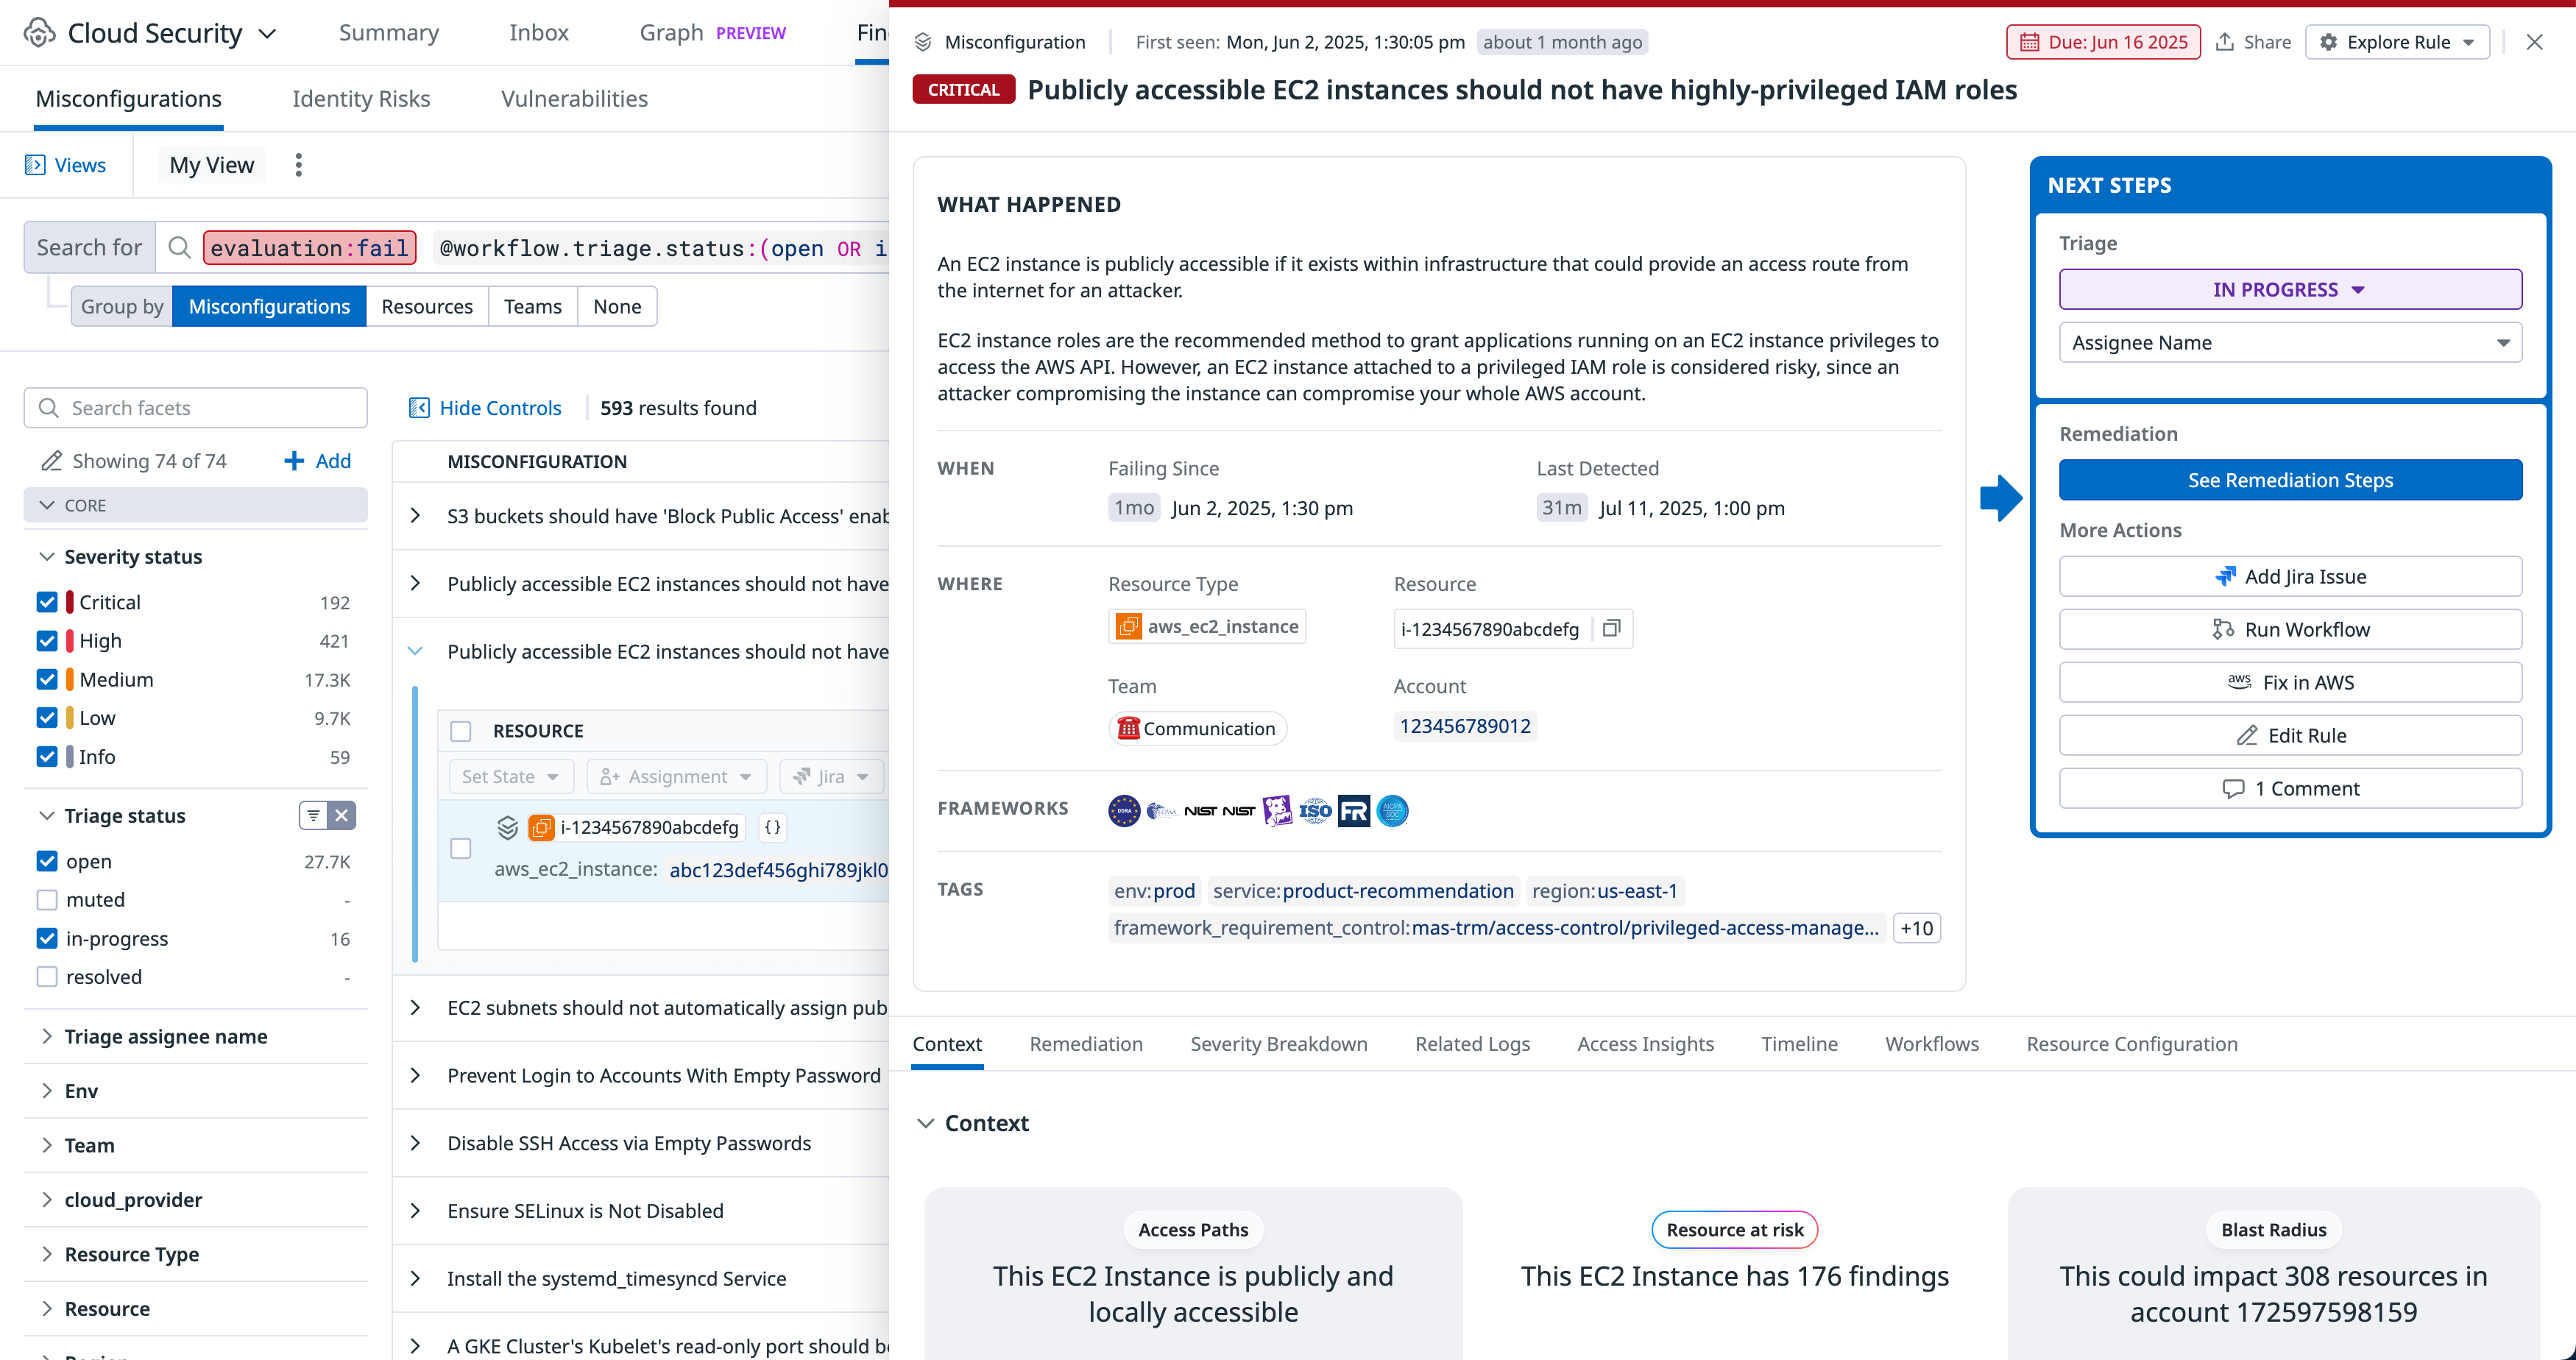 Cloud Security
Summary
Inbox
Graph PREVIEW
Fin
Misconfigurations
Identity Risks
Vulnerabilities
Views
My View
Search for
evaluation:fail
@workflow.triage.status:(open OR i
Group by
Misconfigurations
Resources
Teams
None
Search facets
Showing 74 of 74
Add
CORE
Severity status
Critical 192
High 421
Medium 17.3K
Low 9.7K
Info 59
Triage status
open 27.7K
muted -
in-progress 16
resolved -
Triage assignee name
Env
Team
cloud_provider
Resource Type
Resource
Hide Controls
593 results found
MISCONFIGURATION
S3 buckets should have 'Block Public Access' enab
Publicly accessible EC2 instances should not have
Publicly accessible EC2 instances should not have
RESOURCE
Set State
Assignment
Jira
i-1234567890abcdefg
{}
aws_ec2_instance: abc123def456ghi789jkl0
EC2 subnets should not automatically assign pub
Prevent Login to Accounts With Empty Password
Disable SSH Access via Empty Passwords
Ensure SELinux is Not Disabled
Install the systemd_timesyncd Service
A GKE Cluster's Kubelet's read-only port should be
Misconfiguration
First seen: Mon, Jun 2, 2025, 1:30:05 pm
about 1 month ago
Due: Jun 16 2025
Share
Explore Rule
CRITICAL
Publicly accessible EC2 instances should not have highly-privileged IAM roles
WHAT HAPPENED
An EC2 instance is publicly accessible if it exists within infrastructure that could provide an access route from
the internet for an attacker.
EC2 instance roles are the recommended method to grant applications running on an EC2 instance privileges to
access the AWS API. However, an EC2 instance attached to a privileged IAM role is considered risky, since an
attacker compromising the instance can compromise your whole AWS account.
WHEN
Failing Since
1mo Jun 2, 2025, 1:30 pm
Last Detected
31m Jul 11, 2025, 1:00 pm
WHERE
Resource Type
aws_ec2_instance
Resource
i-1234567890abcdefg
Team
Communication
Account
123456789012
FRAMEWORKS
NIST NIST
ISO
FR
TAGS
env:prod
service:product-recommendation
region:us-east-1
framework_requirement_control:mas-trm/access-control/privileged-access-manage...
+10
NEXT STEPS
Triage
IN PROGRESS
Assignee Name
Remediation
See Remediation Steps
More Actions
Add Jira Issue
Run Workflow
aws Fix in AWS
Edit Rule
1 Comment
Context
Remediation
Severity Breakdown
Related Logs
Access Insights
Timeline
Workflows
Resource Configuration
Context
Access Paths
This EC2 Instance is publicly and
locally accessible
Resource at risk
This EC2 Instance has 176 findings
Blast Radius
This could impact 308 resources in
account 172597598159